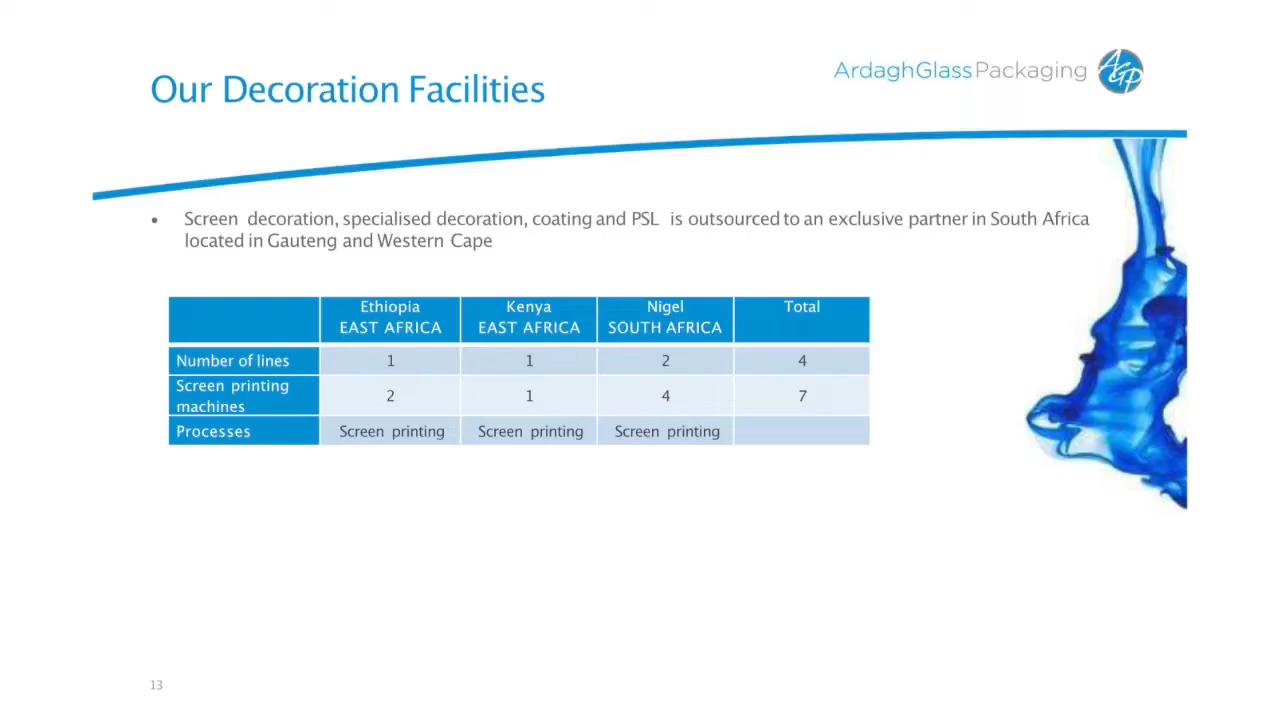 Our Decoration Facilities
ArdaghGlassPackaging
AGP
• Screen decoration, specialised decoration, coating and PSL is outsourced to an exclusive partner in South Africa
located in Gauteng and Western Cape
Ethiopia Kenya Nigel Total
EAST AFRICA EAST AFRICA SOUTH AFRICA
Number of lines 1 1 2 4
Screen printing
machines 2 1 4 7
Processes Screen printing Screen printing Screen printing
13